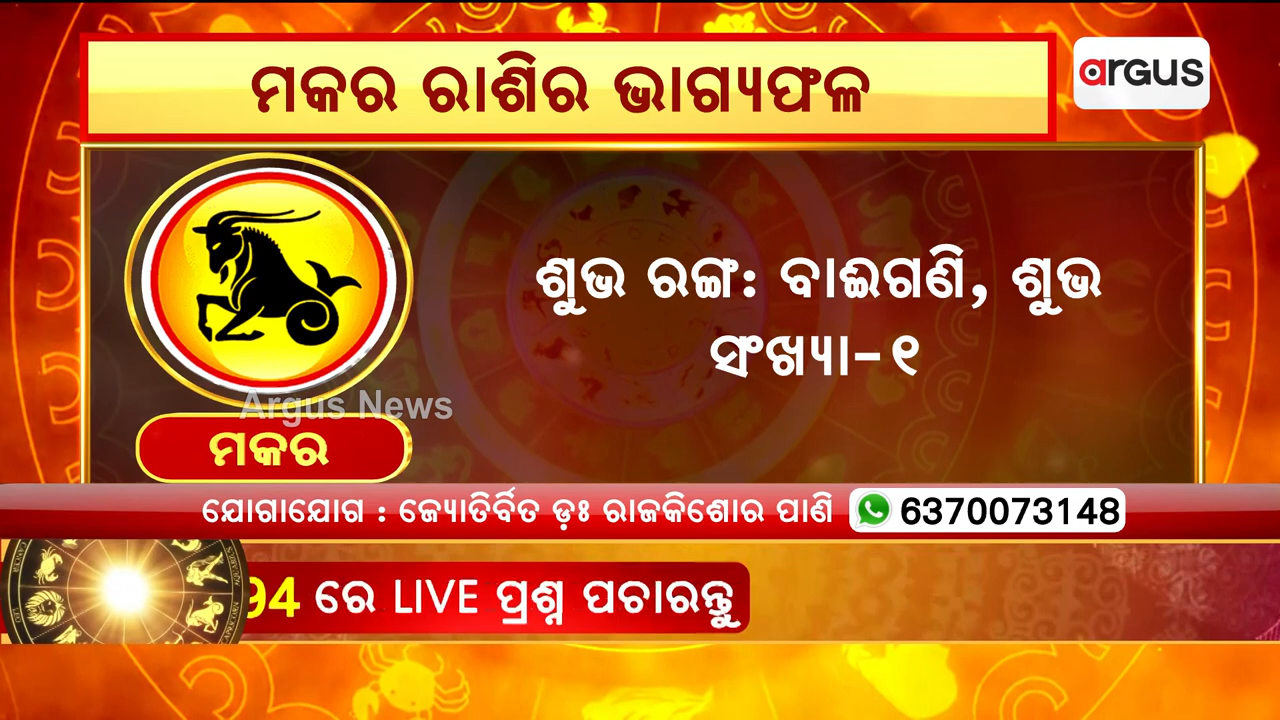 ମକର ରାଶିର ଭାଗ୍ୟଫଳ
argus
ଶୁଭ ରଙ୍ଗ: ବାଇଗଣି, ଶୁଭ
ସଂଖ୍ୟା-୧
Argus News
ମକର
ଯୋଗାଯୋଗ : ଜ୍ୟୋତିର୍ବିତ ଡ଼ଃ ରାଜକିଶୋର ପାଣି 6370073148
94 ରେ LIVE ପ୍ରଶ୍ନ ପଚାରନ୍ତୁ